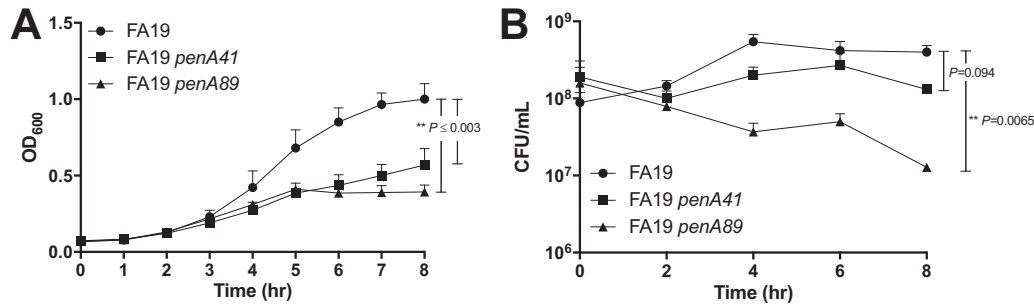 A
FA19
FA19 penA41
FA19 penA89
1.5
1.0
0.5
0.0
OD600
0 1 2 3 4 5 6 7 8
Time (hr)
** P ≤ 0.003
B
10⁹
10⁸
10⁷
10⁶
CFU/mL
FA19
FA19 penA41
FA19 penA89
0 2 4 6 8
Time (hr)
P=0.094
** P=0.0065